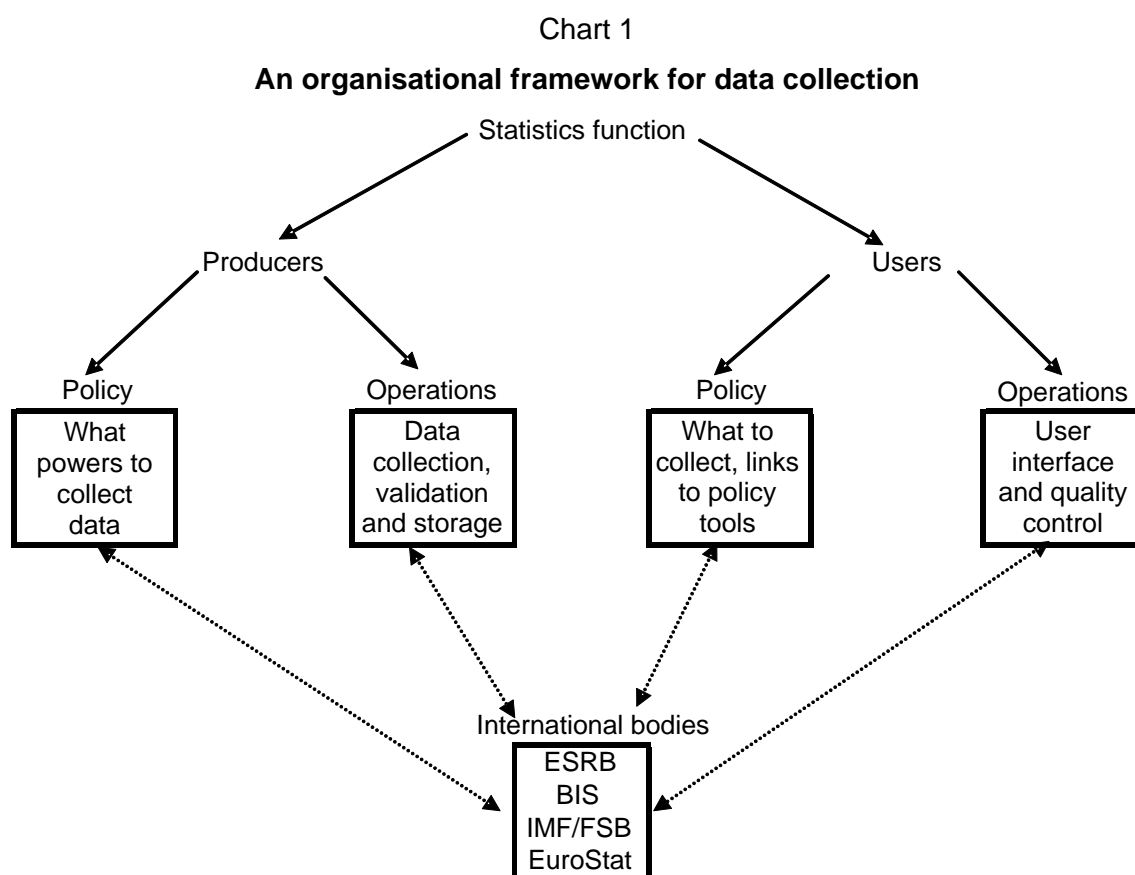 Chart 1
An organisational framework for data collection
Statistics function
Producers
Users
Policy
What
powers to
collect
data
Operations
Data
collection,
validation
and storage
Policy
What to
collect, links
to policy
tools
Operations
User
interface
and quality
control
International bodies
ESRB
BIS
IMF/FSB
EuroStat